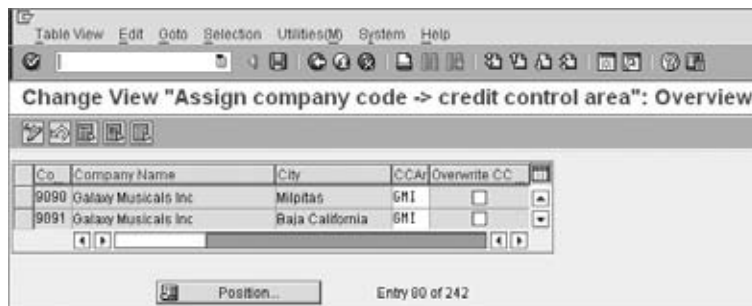 Table View Edit Goto Selection Utilities(M) System Help
Change View "Assign company code -> credit control area": Overview
Co... Company Name City CCAr Overwrite CC ...
9090 Galaxy Musicals Inc Milpitas GMI
9091 Galaxy Musicals Inc Baja California GMI
Position...
Entry 80 of 242